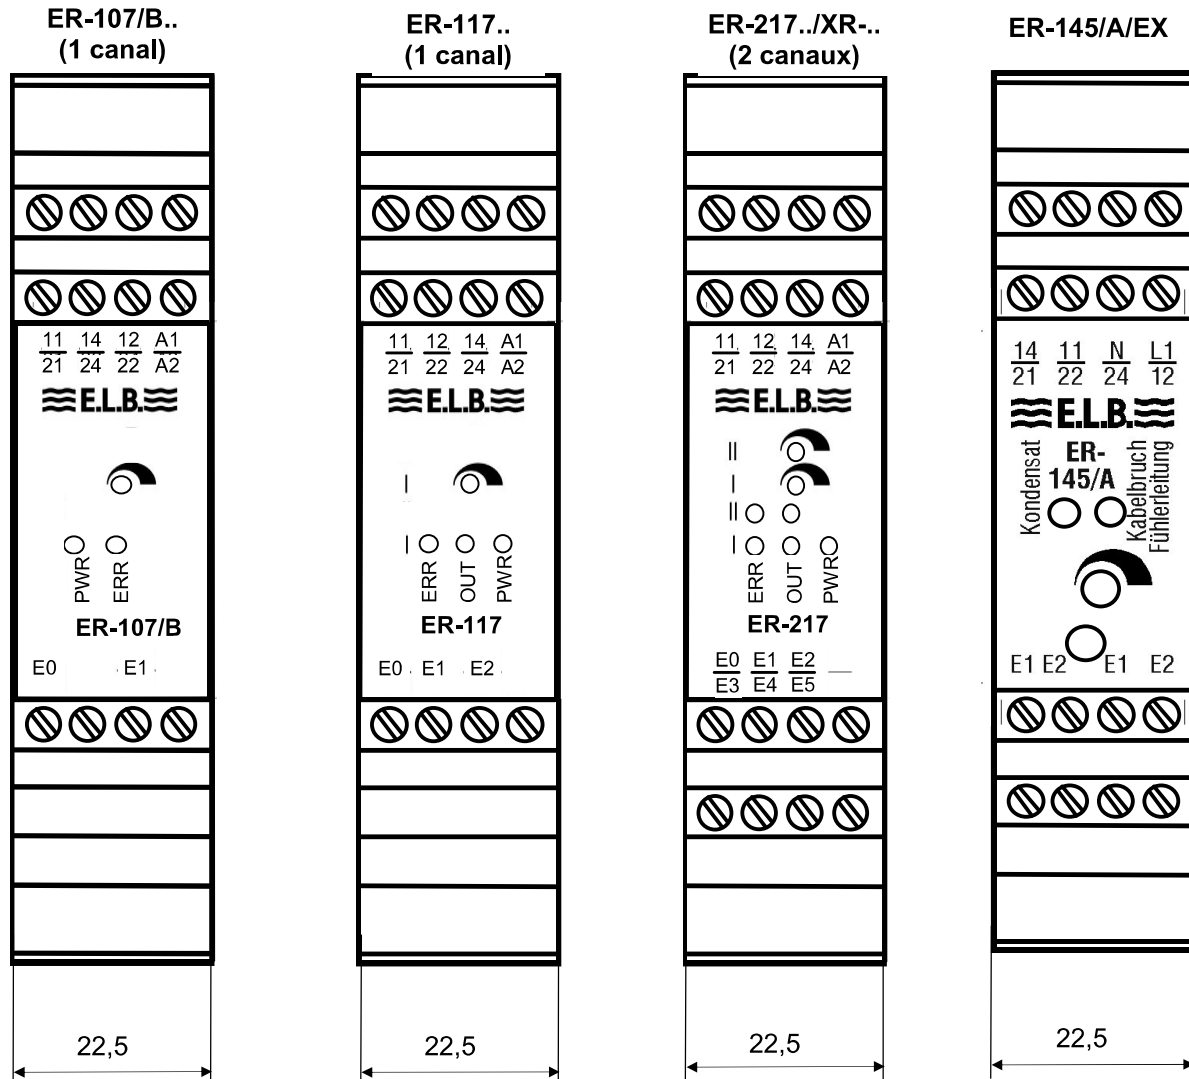 ER-107/B..
(1 canal)
11 14 12 A1
21 24 22 A2
E.L.B.
PWR
ERR
ER-107/B
E0 E1
22,5
ER-117..
(1 canal)
11 12 14 A1
21 22 24 A2
E.L.B.
I
I
ERR
OUT
PWR
ER-117
E0 E1 E2
22,5
ER-217../XR-..
(2 canaux)
11 12 14 A1
21 22 24 A2
E.L.B.
II
I
II
I
ERR
OUT
PWR
ER-217
E0 E1 E2
E3 E4 E5
22,5
ER-145/A/EX
14 11 N L1
21 22 24 12
E.L.B.
Kondensat
ER-
145/A
Kabelbruch
Fühlerleitung
E1 E2 E1 E2
22,5